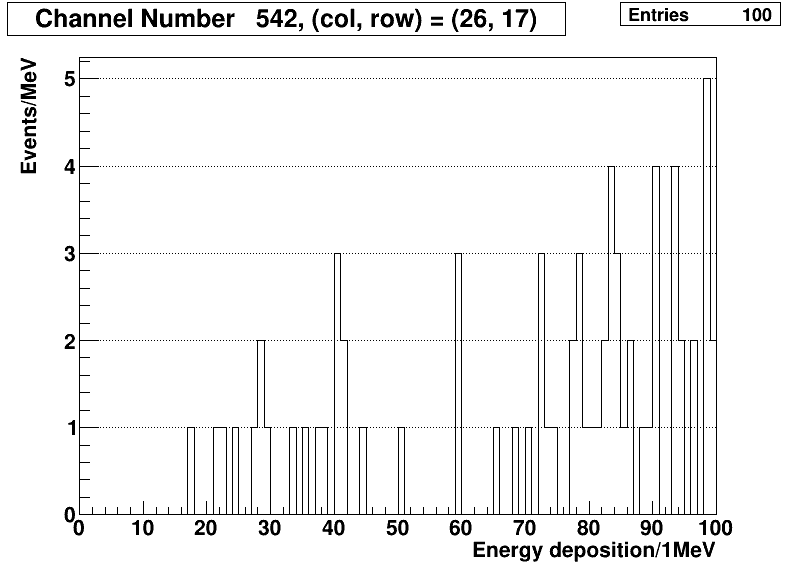 Channel Number 542, (col, row) = (26, 17)
Entries 100
Events/MeV
5
4
3
2
1
0
0 10 20 30 40 50 60 70 80 90 100
Energy deposition/1MeV